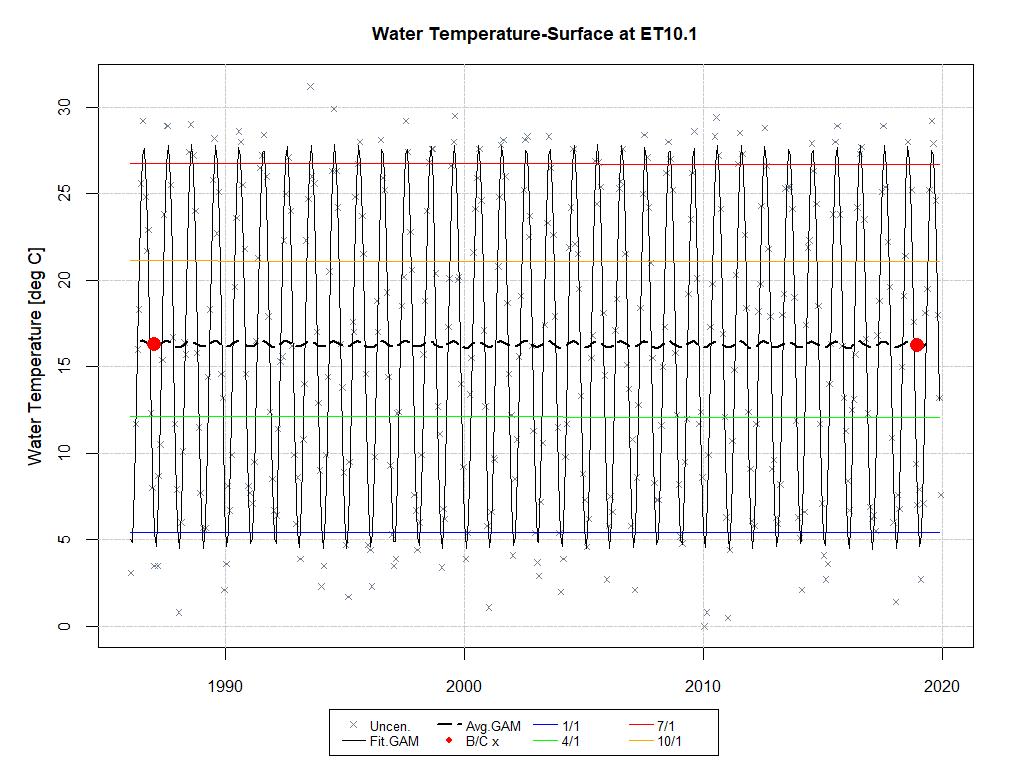 Water Temperature-Surface at ET10.1
Water Temperature [deg C]
30
25
20
15
10
5
0
1990 2000 2010 2020
Uncen. Avg.GAM 1/1 7/1
Fit.GAM B/C x 4/1 10/1